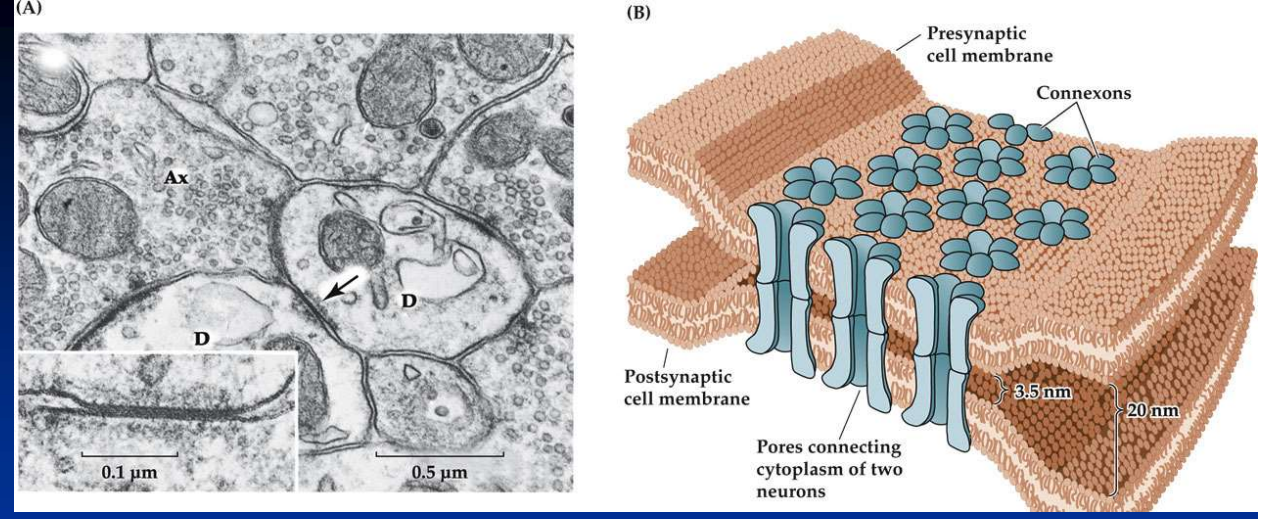 (A)
Ax
D
D
0.1 µm
0.5 µm
(B)
Presynaptic
cell membrane
Connexons
Postsynaptic
cell membrane
3.5 nm
20 nm
Pores connecting
cytoplasm of two
neurons